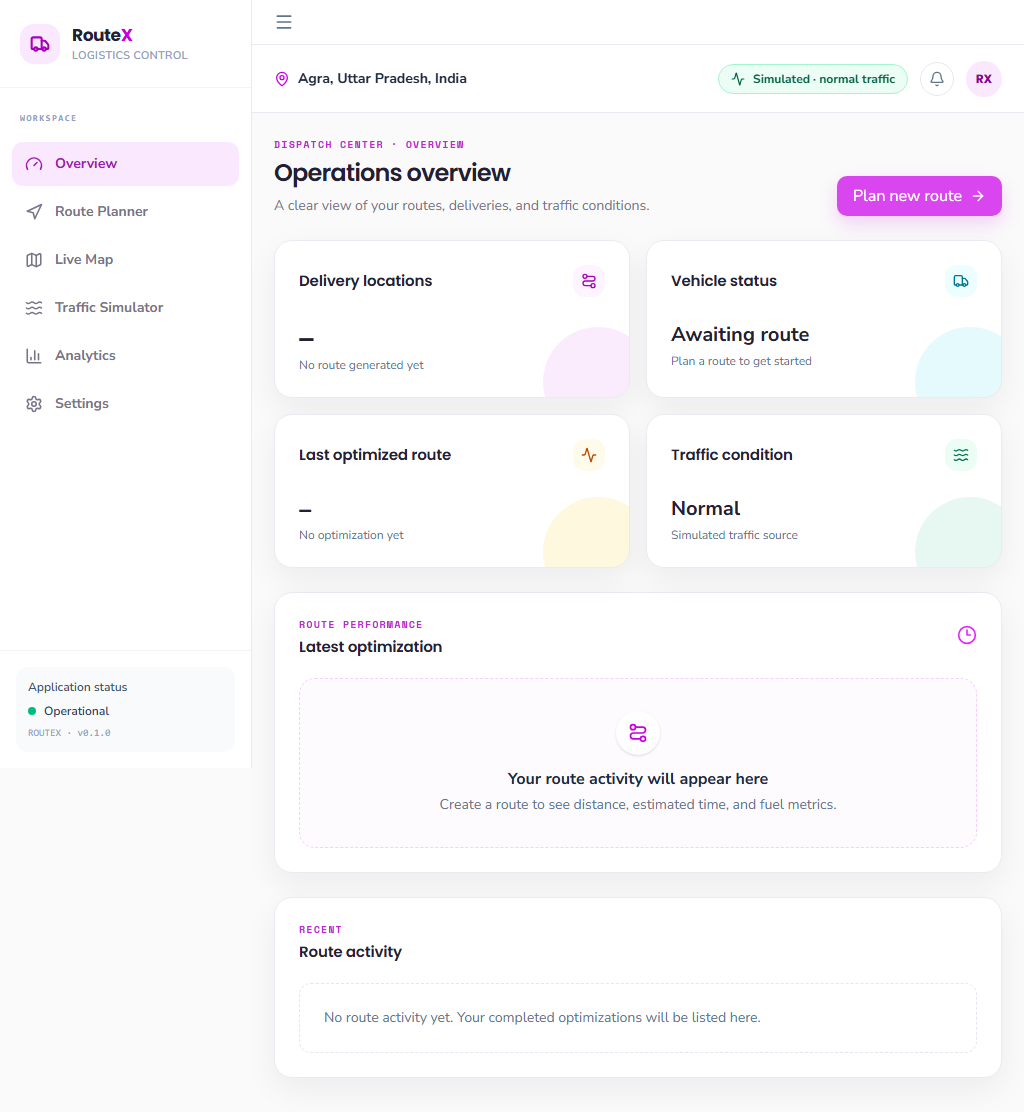 RouteX
LOGISTICS CONTROL
WORKSPACE
Overview
Route Planner
Live Map
Traffic Simulator
Analytics
Settings
Application status
Operational
ROUTEX · v0.1.0
Agra, Uttar Pradesh, India
Simulated · normal traffic
RX
DISPATCH CENTER · OVERVIEW
Operations overview
A clear view of your routes, deliveries, and traffic conditions.
Plan new route
Delivery locations
–
No route generated yet
Vehicle status
Awaiting route
Plan a route to get started
Last optimized route
–
No optimization yet
Traffic condition
Normal
Simulated traffic source
ROUTE PERFORMANCE
Latest optimization
Your route activity will appear here
Create a route to see distance, estimated time, and fuel metrics.
RECENT
Route activity
No route activity yet. Your completed optimizations will be listed here.